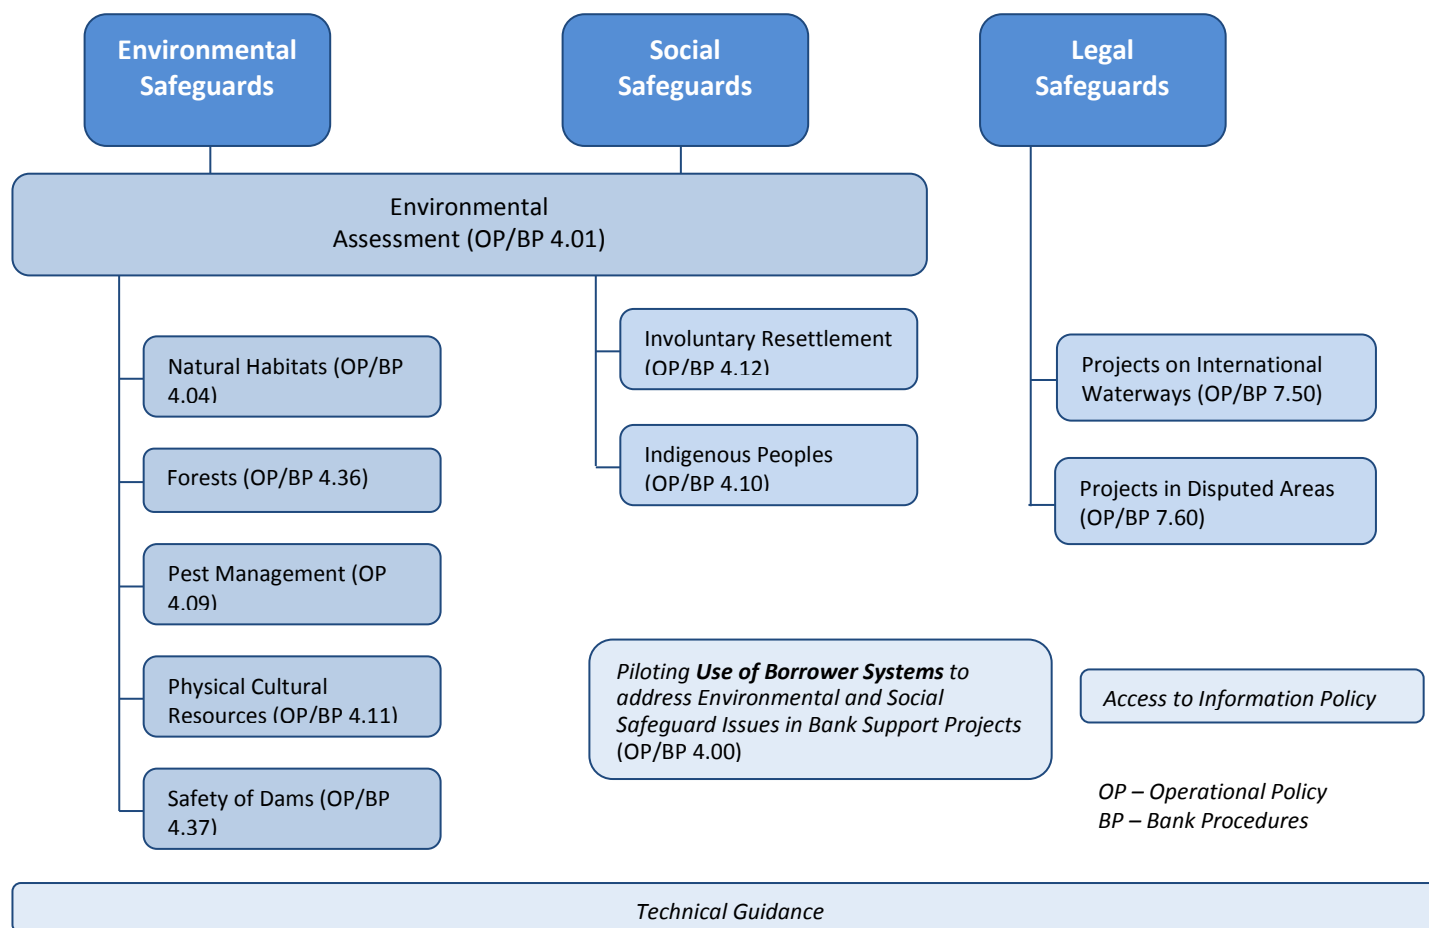 Environmental
Safeguards
Social
Safeguards
Legal
Safeguards
Environmental
Assessment (OP/BP 4.01)
Natural Habitats (OP/BP
4.04)
Forests (OP/BP 4.36)
Pest Management (OP
4.09)
Physical Cultural
Resources (OP/BP 4.11)
Safety of Dams (OP/BP
4.37)
Involuntary Resettlement
(OP/BP 4.12)
Indigenous Peoples
(OP/BP 4.10)
Projects on International
Waterways (OP/BP 7.50)
Projects in Disputed Areas
(OP/BP 7.60)
Piloting Use of Borrower Systems to
address Environmental and Social
Safeguard Issues in Bank Support Projects
(OP/BP 4.00)
Access to Information Policy
OP – Operational Policy
BP – Bank Procedures
Technical Guidance